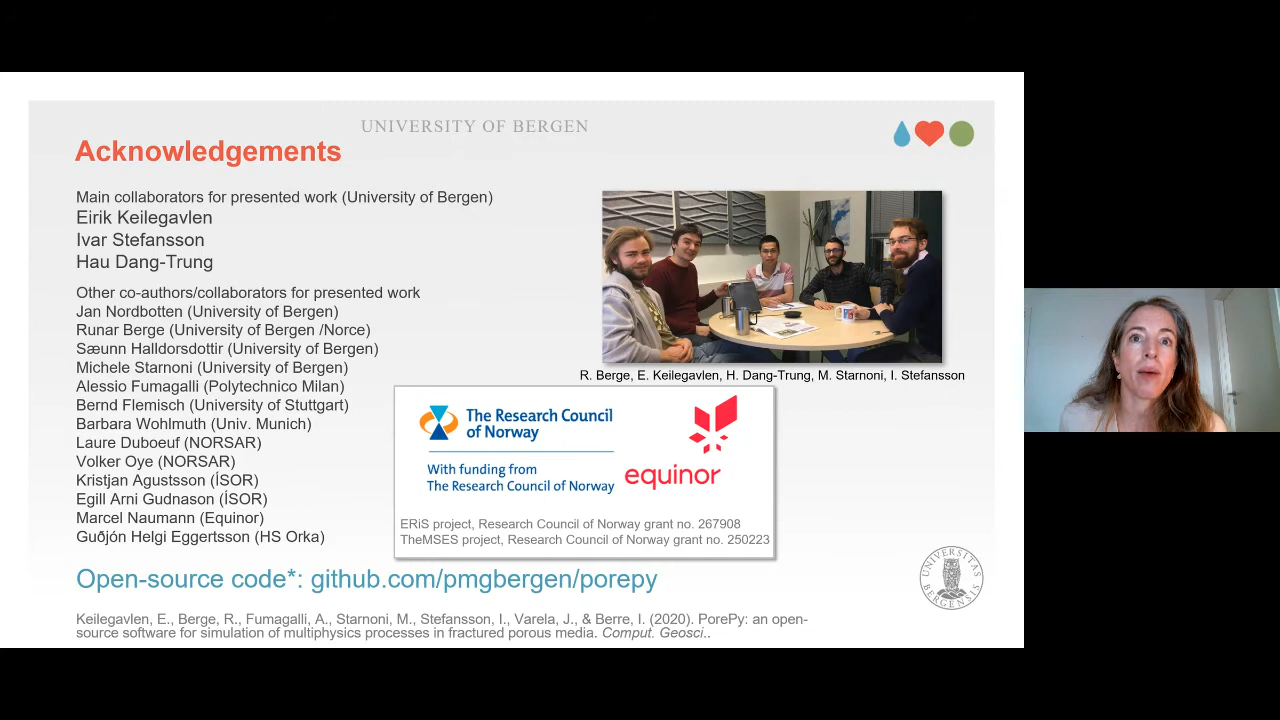 UNIVERSITY OF BERGEN
Acknowledgements
Main collaborators for presented work (University of Bergen)
Eirik Keilegavlen
Ivar Stefansson
Hau Dang-Trung
Other co-authors/collaborators for presented work
Jan Nordbotten (University of Bergen)
Runar Berge (University of Bergen /Norce)
Sæunn Halldorsdottir (University of Bergen)
Michele Starnoni (University of Bergen)
Alessio Fumagalli (Polytechnico Milan)
Bernd Flemisch (University of Stuttgart)
Barbara Wohlmuth (Univ. Munich)
Laure Duboeuf (NORSAR)
Volker Oye (NORSAR)
Kristjan Agustsson (ÍSOR)
Egill Arni Gudnason (ÍSOR)
Marcel Naumann (Equinor)
Guðjón Helgi Eggertsson (HS Orka)
R. Berge, E. Keilegavlen, H. Dang-Trung, M. Starnoni, I. Stefansson
The Research Council
of Norway
With funding from
The Research Council of Norway
equinor
ERiS project, Research Council of Norway grant no. 267908
TheMSES project, Research Council of Norway grant no. 250223
Open-source code*: github.com/pmgbergen/porepy
UNIVERSITAS
BERGENSIS
Keilegavlen, E., Berge, R., Fumagalli, A., Starnoni, M., Stefansson, I., Varela, J., & Berre, I. (2020). PorePy: an open-
source software for simulation of multiphysics processes in fractured porous media. Comput. Geosci..